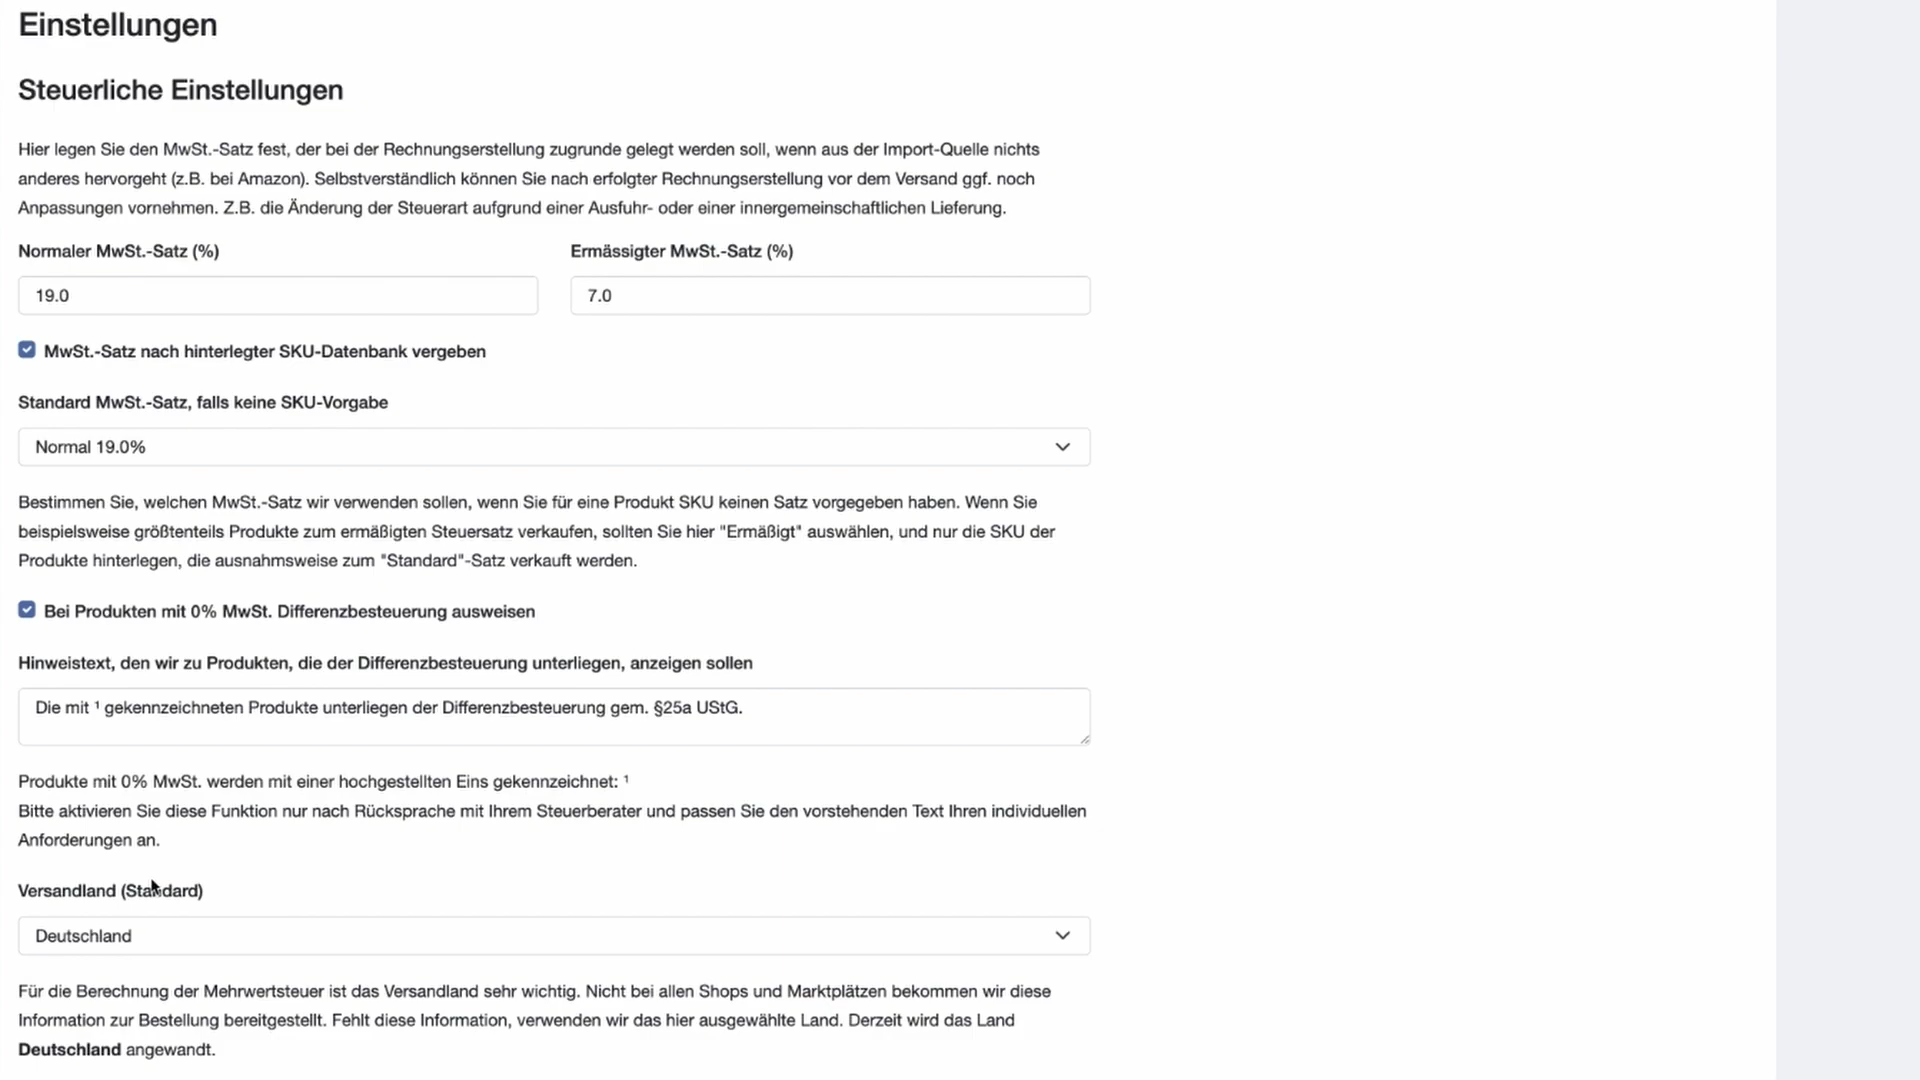 Einstellungen
Steuerliche Einstellungen
Hier legen Sie den MwSt.-Satz fest, der bei der Rechnungserstellung zugrunde gelegt werden soll, wenn aus der Import-Quelle nichts
anderes hervorgeht (z.B. bei Amazon). Selbstverständlich können Sie nach erfolgter Rechnungserstellung vor dem Versand ggf. noch
Anpassungen vornehmen. Z.B. die Änderung der Steuerart aufgrund einer Ausfuhr- oder einer innergemeinschaftlichen Lieferung.
Normaler MwSt.-Satz (%)
Ermässigter MwSt.-Satz (%)
19.0
7.0
MwSt.-Satz nach hinterlegter SKU-Datenbank vergeben
Standard MwSt.-Satz, falls keine SKU-Vorgabe
Normal 19.0%
Bestimmen Sie, welchen MwSt.-Satz wir verwenden sollen, wenn Sie für eine Produkt SKU keinen Satz vorgegeben haben. Wenn Sie
beispielsweise größtenteils Produkte zum ermäßigten Steuersatz verkaufen, sollten Sie hier "Ermäßigt" auswählen, und nur die SKU der
Produkte hinterlegen, die ausnahmsweise zum "Standard"-Satz verkauft werden.
Bei Produkten mit 0% MwSt. Differenzbesteuerung ausweisen
Hinweistext, den wir zu Produkten, die der Differenzbesteuerung unterliegen, anzeigen sollen
Die mit ¹ gekennzeichneten Produkte unterliegen der Differenzbesteuerung gem. §25a UStG.
Produkte mit 0% MwSt. werden mit einer hochgestellten Eins gekennzeichnet: ¹
Bitte aktivieren Sie diese Funktion nur nach Rücksprache mit Ihrem Steuerberater und passen Sie den vorstehenden Text Ihren individuellen
Anforderungen an.
Versandland (Standard)
Deutschland
Für die Berechnung der Mehrwertsteuer ist das Versandland sehr wichtig. Nicht bei allen Shops und Marktplätzen bekommen wir diese
Information zur Bestellung bereitgestellt. Fehlt diese Information, verwenden wir das hier ausgewählte Land. Derzeit wird das Land
Deutschland angewandt.